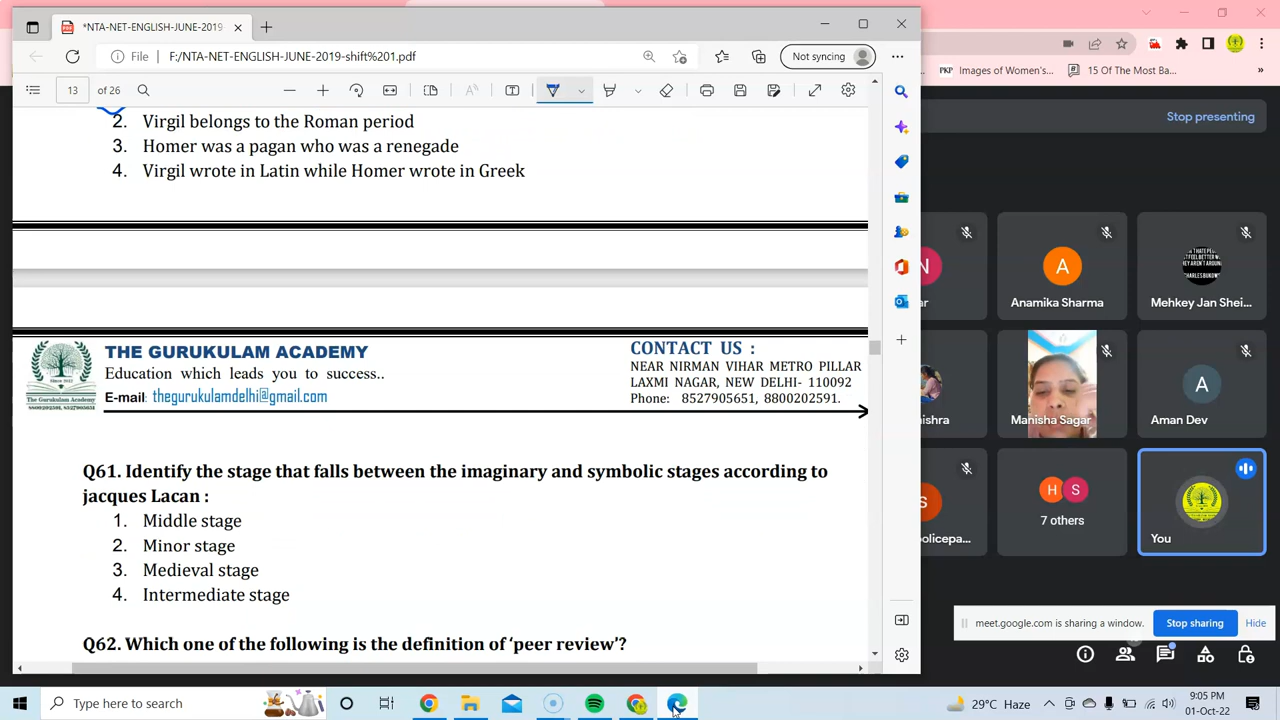 *NTA-NET-ENGLISH-JUNE-2019
File F:/NTA-NET-ENGLISH-JUNE-2019-shift%201.pdf
Not syncing
Images of Women's...
15 Of The Most Ba...
13 of 26
Stop presenting
2. Virgil belongs to the Roman period
3. Homer was a pagan who was a renegade
4. Virgil wrote in Latin while Homer wrote in Greek
THE GURUKULAM ACADEMY
Education which leads you to success..
E-mail: thegurukulamdelhi@gmail.com
CONTACT US :
NEAR NIRMAN VIHAR METRO PILLAR
LAXMI NAGAR, NEW DELHI- 110092
Phone: 8527905651, 8800202591.
Q61. Identify the stage that falls between the imaginary and symbolic stages according to
jacques Lacan :
1. Middle stage
2. Minor stage
3. Medieval stage
4. Intermediate stage
Q62. Which one of the following is the definition of 'peer review'?
A
Anamika Sharma
Mehkey Jan Shei...
Manisha Sagar
A
Aman Dev
H S
7 others
You
meet.google.com is sharing a window.
Stop sharing
Hide
Type here to search
29°C Haze
9:05 PM
01-Oct-22